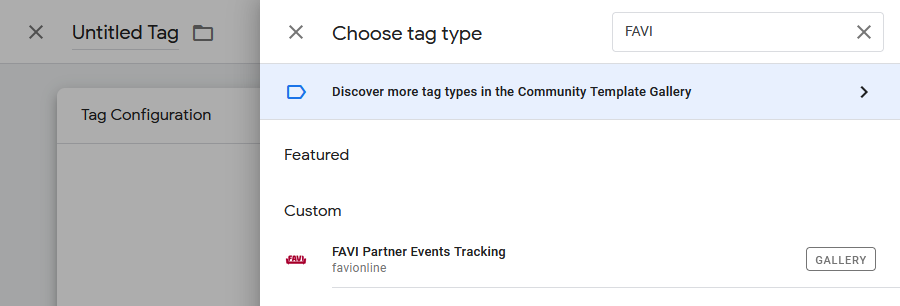 Untitled Tag
Choose tag type
FAVI
Discover more tag types in the Community Template Gallery
Tag Configuration
Featured
Custom
FAVI
FAVI Partner Events Tracking
favionline
GALLERY